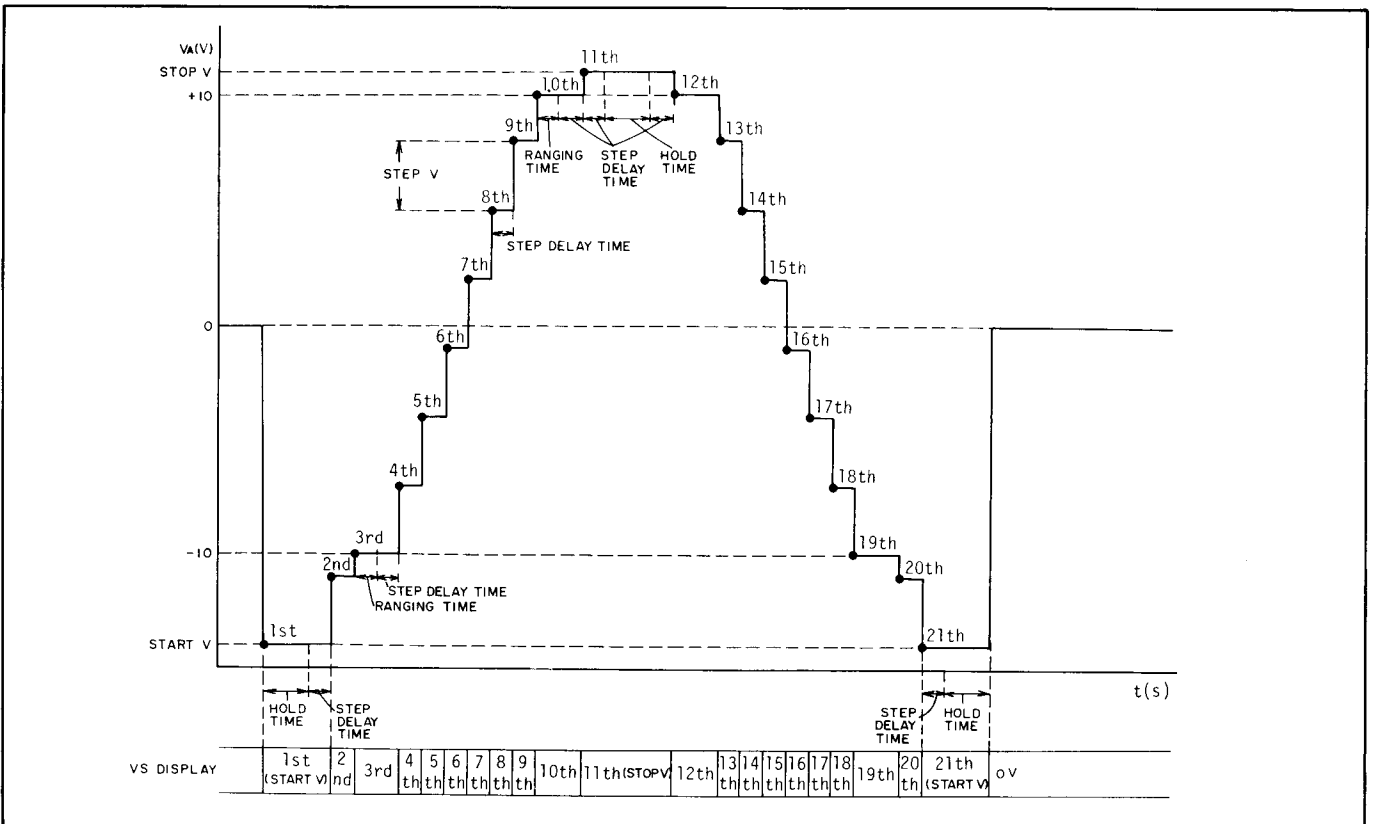 VA(V)
STOP V
+10
0
-10
START V
STEP V
1st
2nd
3rd
4th
5th
6th
7th
8th
9th
10th
11th
12th
13th
14th
15th
16th
17th
18th
19th
20th
21th
RANGING
TIME
STEP
DELAY
TIME
HOLD
TIME
STEP DELAY TIME
STEP DELAY TIME
RANGING TIME
t(s)
HOLD
TIME
STEP
DELAY
TIME
STEP
DELAY
TIME
HOLD
TIME
VS DISPLAY
1st
(START V)
2
nd
3rd
4
th
5
th
6
th
7
th
8
th
9
th
10th
11th(STOP V)
12th
13
th
14
th
15
th
16
th
17
th
18
th
19th
20
th
21th
(START V)
0V